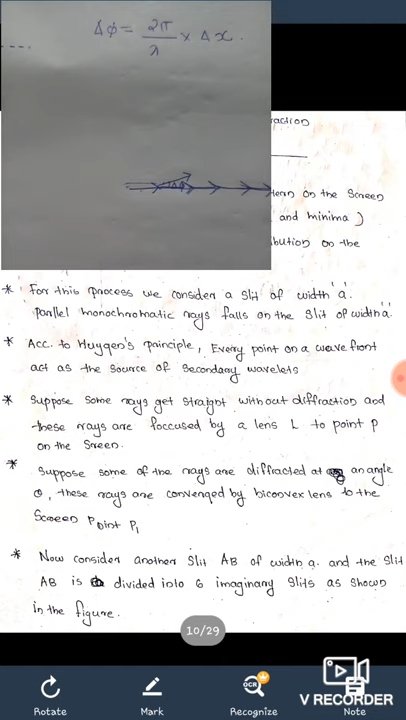 Δφ = 2π/λ × Δx.
raction
tern on the Screen
and minima )
ibution on the
* For this process we consider a slit of width 'a'.
parallel monochromatic rays falls on the slit of width 'a'.
* Acc. to Huygen's principle, Every point on a wavefront
act as the source of secondary wavelets
* Suppose some rays get straight without diffraction and
these rays are foccused by a lens L to point P
on the Screen.
* Suppose some of the rays are diffracted at an angle
θ, these rays are converged by biconvex lens to the
Screen Point P1
* Now consider another Slit AB of width a. and the slit
AB is divided into 6 imaginary slits as shown
in the figure.
10/29
OCR
V RECORDER
Rotate Mark Recognize Note